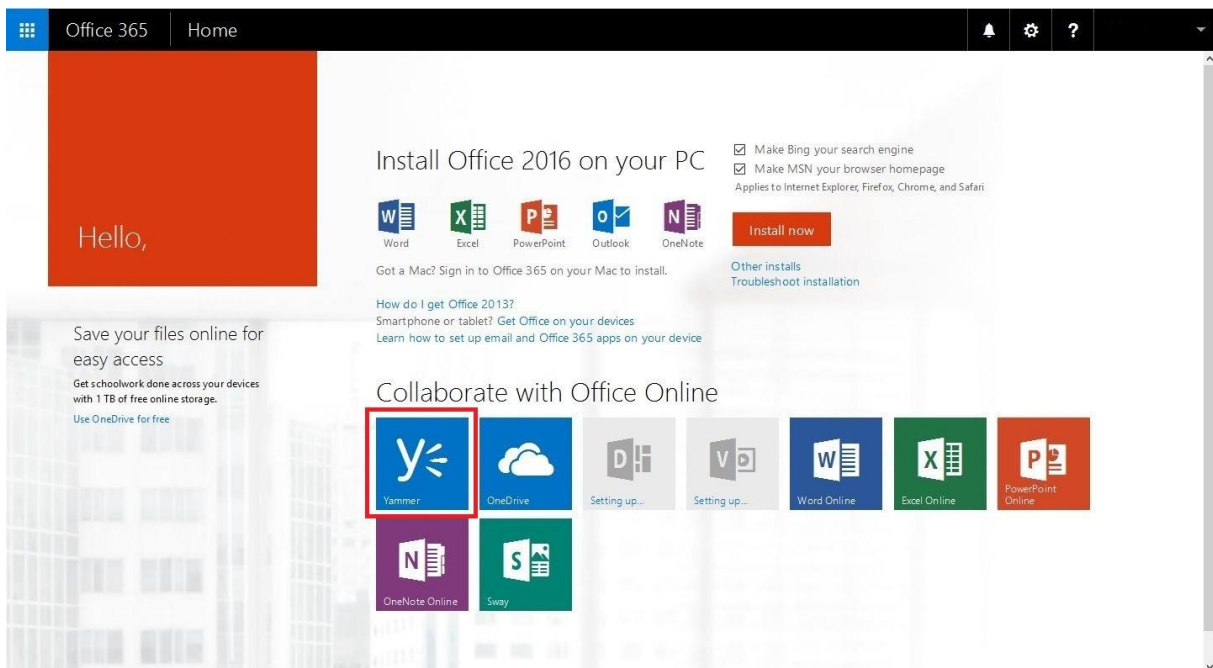 Office 365 Home ?
Hello,
Save your files online for
easy access
Get schoolwork done across your devices
with 1 TB of free online storage.
Use OneDrive for free
Install Office 2016 on your PC
W
X
P
O
N
Word Excel PowerPoint Outlook OneNote
Got a Mac? Sign in to Office 365 on your Mac to install.
How do I get Office 2013?
Smartphone or tablet? Get Office on your devices
Learn how to set up email and Office 365 apps on your device
Make Bing your search engine
Make MSN your browser homepage
Applies to Internet Explorer, Firefox, Chrome, and Safari
Install now
Other installs
Troubleshoot installation
Collaborate with Office Online
Y
Yammer
OneDrive
D
Setting up...
V
Setting up...
W
Word Online
X
Excel Online
P
PowerPoint
Online
N
OneNote Online
S
Sway